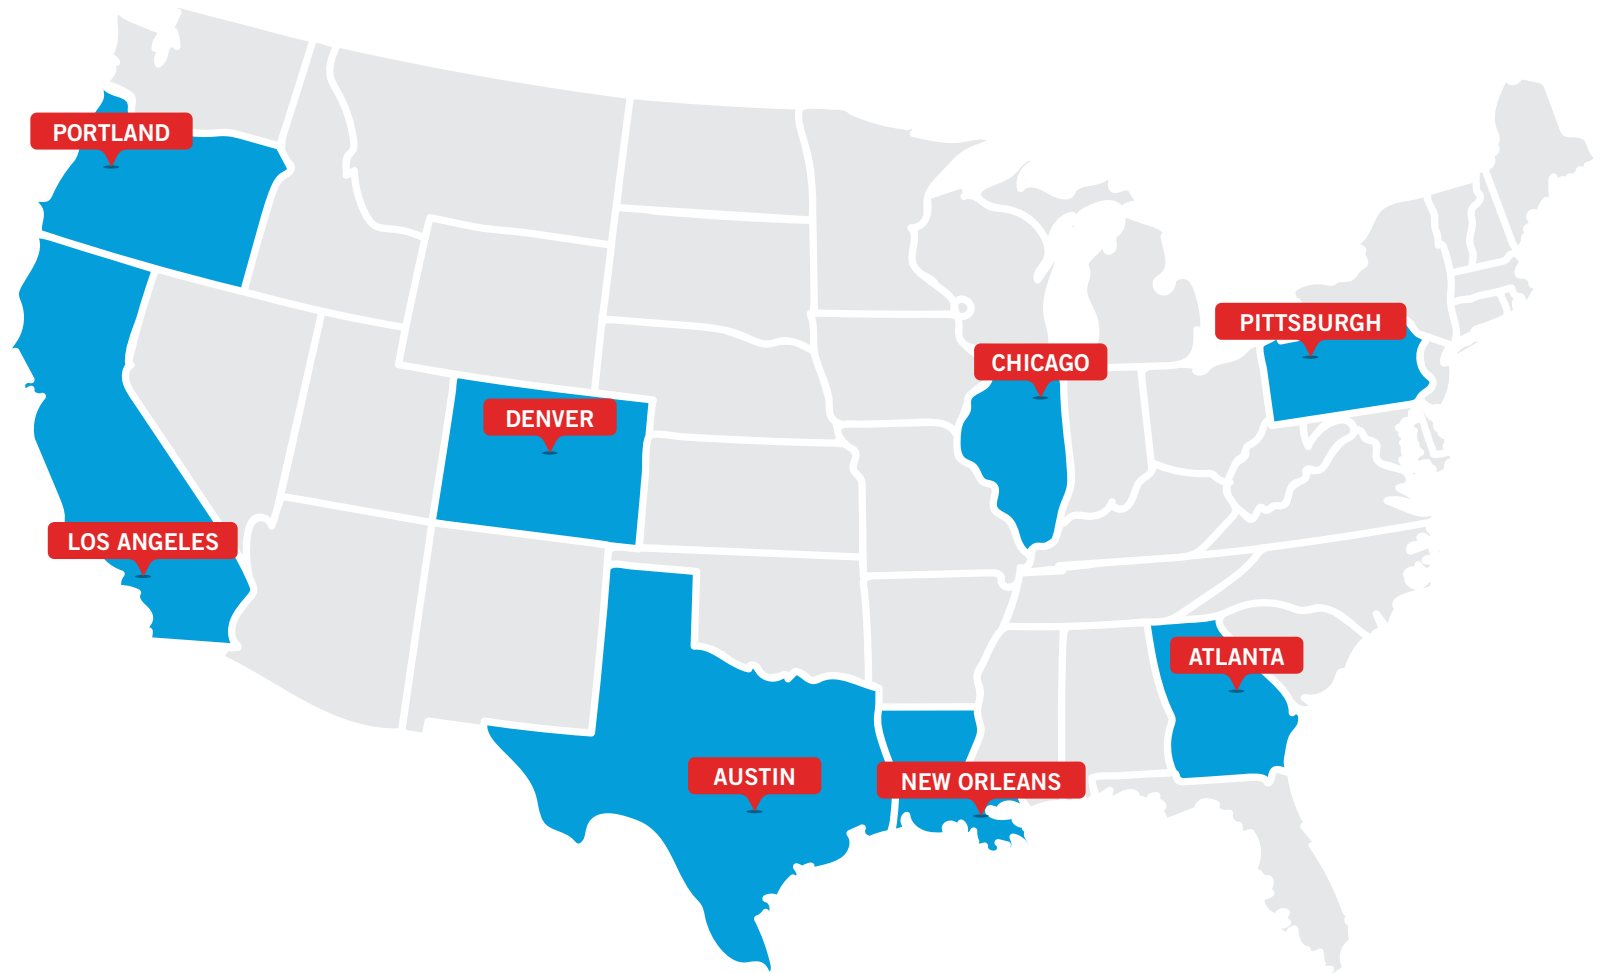 PORTLAND
PITTSBURGH
CHICAGO
DENVER
LOS ANGELES
ATLANTA
AUSTIN
NEW ORLEANS